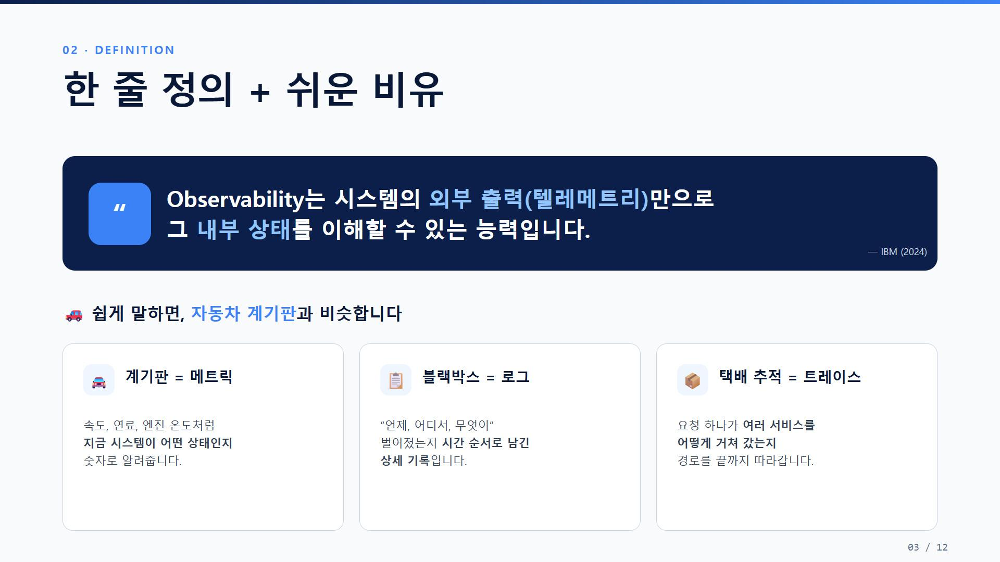 02 · DEFINITION
한 줄 정의 + 쉬운 비유
“
Observability는 시스템의 외부 출력(텔레메트리)만으로
그 내부 상태를 이해할 수 있는 능력입니다.
— IBM (2024)
🚗 쉽게 말하면, 자동차 계기판과 비슷합니다
계기판 = 메트릭
속도, 연료, 엔진 온도처럼
지금 시스템이 어떤 상태인지
숫자로 알려줍니다.
블랙박스 = 로그
“언제, 어디서, 무엇이”
벌어졌는지 시간 순서로 남긴
상세 기록입니다.
택배 추적 = 트레이스
요청 하나가 여러 서비스를
어떻게 거쳐 갔는지
경로를 끝까지 따라갑니다.
03 / 12